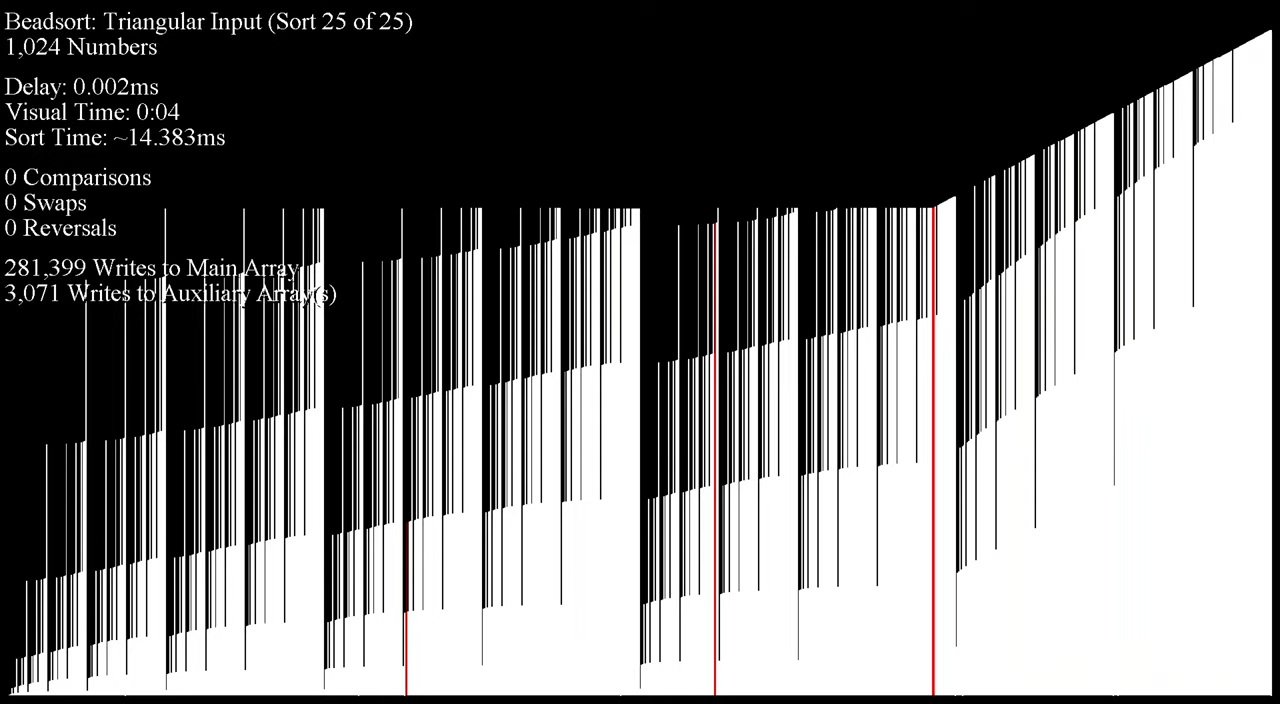 Beadsort: Triangular Input (Sort 25 of 25)
1,024 Numbers
Delay: 0.002ms
Visual Time: 0:04
Sort Time: ~14.383ms
0 Comparisons
0 Swaps
0 Reversals
281,399 Writes to Main Array
3,071 Writes to Auxiliary Array(s)